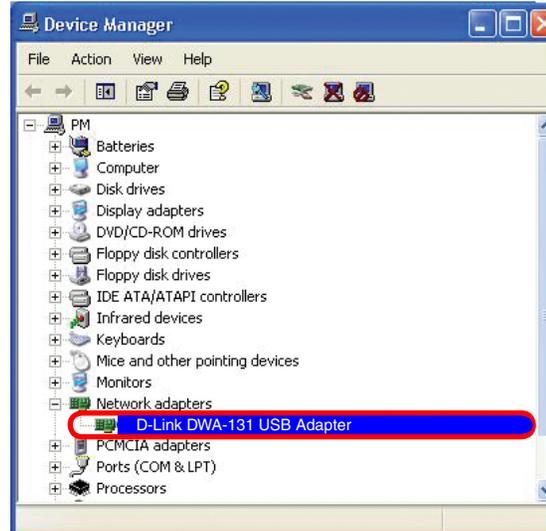 Device Manager
File Action View Help
PM
Batteries
Computer
Disk drives
Display adapters
DVD/CD-ROM drives
Floppy disk controllers
Floppy disk drives
IDE ATA/ATAPI controllers
Infrared devices
Keyboards
Mice and other pointing devices
Monitors
Network adapters
D-Link DWA-131 USB Adapter
PCMCIA adapters
Ports (COM & LPT)
Processors